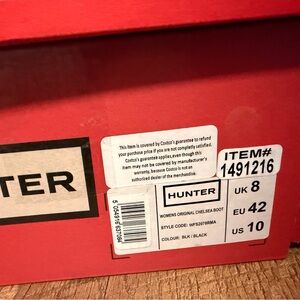 TER
This item is covered by Costco's guarantee to refund
your purchase price if you are not completely satisfied.
Costco's guarantee applies, even though this
item may not be covered by manufacturer's
warranty, because Costco is not an
authorized dealer of the merchandise.
ITEM#
1491216
HUNTER
WOMENS ORIGINAL CHELSEA BOOT
STYLE CODE: WFS2078RMA
COLOUR: BLK / BLACK
UK 8
EU 42
US 10